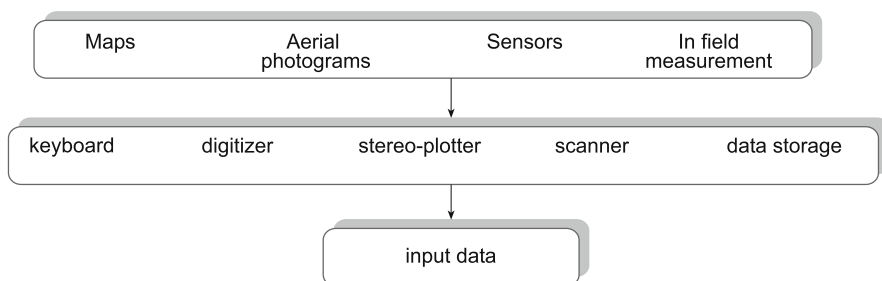 Maps Aerial photograms Sensors In field measurement
keyboard digitizer stereo-plotter scanner data storage
input data